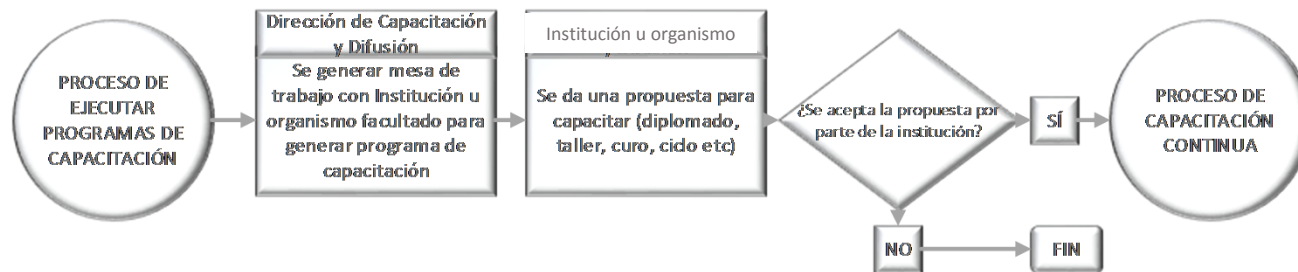 PROCESO DE
EJECUTAR
PROGRAMAS DE
CAPACITACIÓN
Dirección de Capacitación
y Difusión
Se generar mesa de
trabajo con Institución u
organismo facultado para
generar programa de
capacitación
Institución u organismo
Se da una propuesta para
capacitar (diplomado,
taller, curo, ciclo etc)
¿Se acepta la propuesta por
parte de la institución?
SÍ
PROCESO DE
CAPACITACIÓN
CONTINUA
NO
FIN